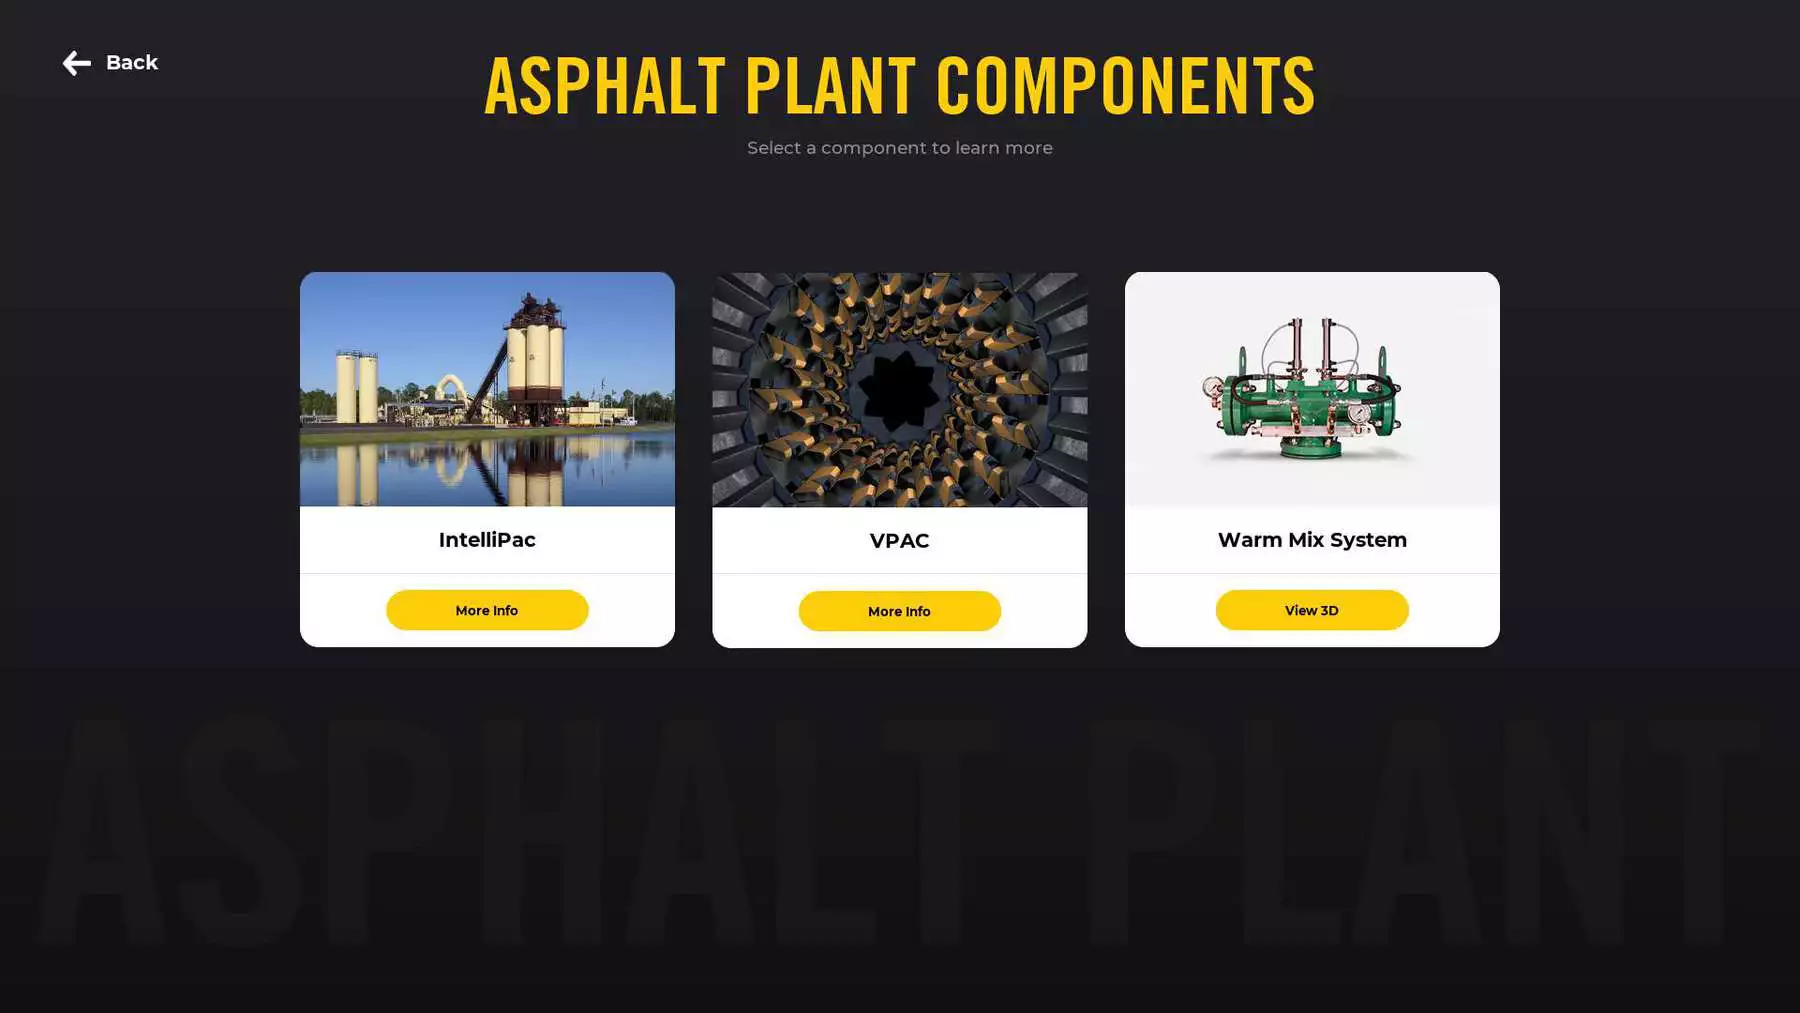 Back
ASPHALT PLANT COMPONENTS
Select a component to learn more
IntelliPac
VPAC
Warm Mix System
More Info
More Info
View 3D
ASPHALT PLANT